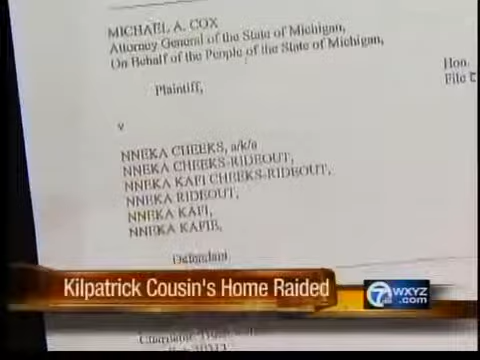 MICHAEL A. COX
Attorney General of the State of Michigan,
On Behalf of the People of the State of Michigan,
Hon.
File
Plaintiff,
v
NNEKA CHEEKS, a/k/a
NNEKA CHEEKS-RIDEOUT,
NNEKA KAFI CHEEKS-RIDEOUT,
NNEKA RIDEOUT,
NNEKA KAFI,
NNEKA KAFIE,
Defendant
Kilpatrick Cousin's Home Raided
7 WXYZ
.com